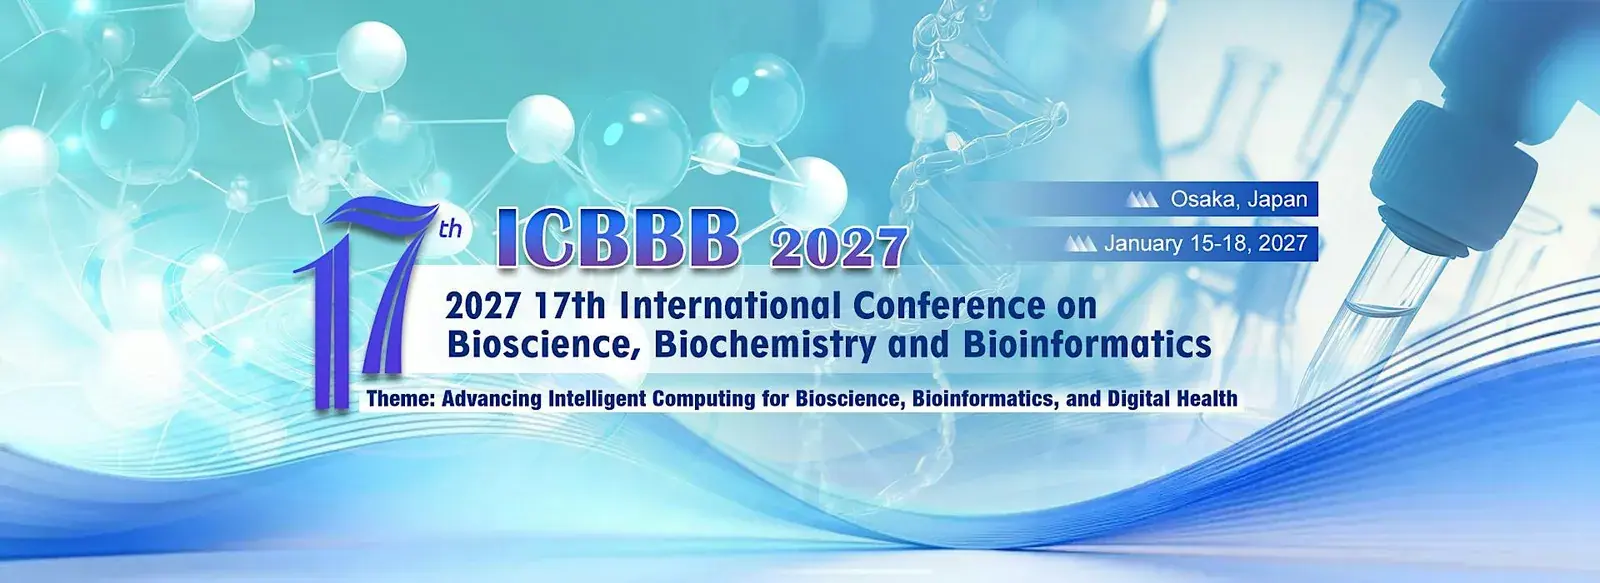 17th
ICBBB 2027
Osaka, Japan
January 15-18, 2027
2027 17th International Conference on
Bioscience, Biochemistry and Bioinformatics
Theme: Advancing Intelligent Computing for Bioscience, Bioinformatics, and Digital Health